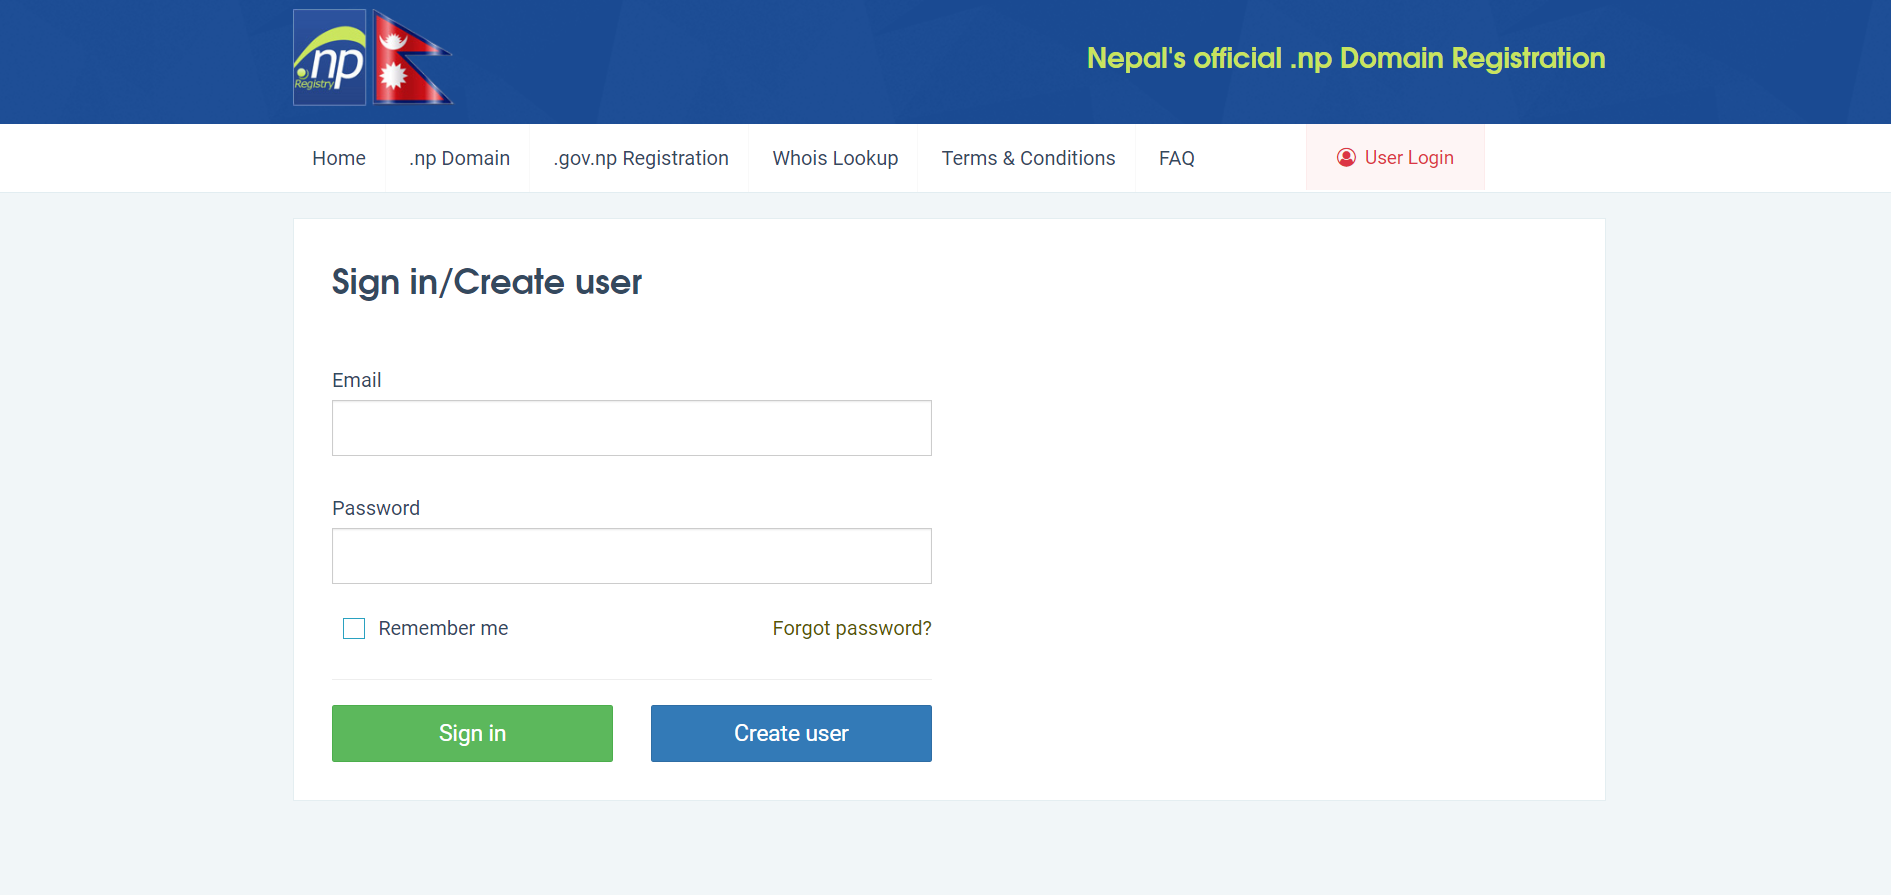 .np
Registry
Nepal's official .np Domain Registration
Home
.np Domain
.gov.np Registration
Whois Lookup
Terms & Conditions
FAQ
User Login
Sign in/Create user
Email
Password
Remember me
Forgot password?
Sign in
Create user